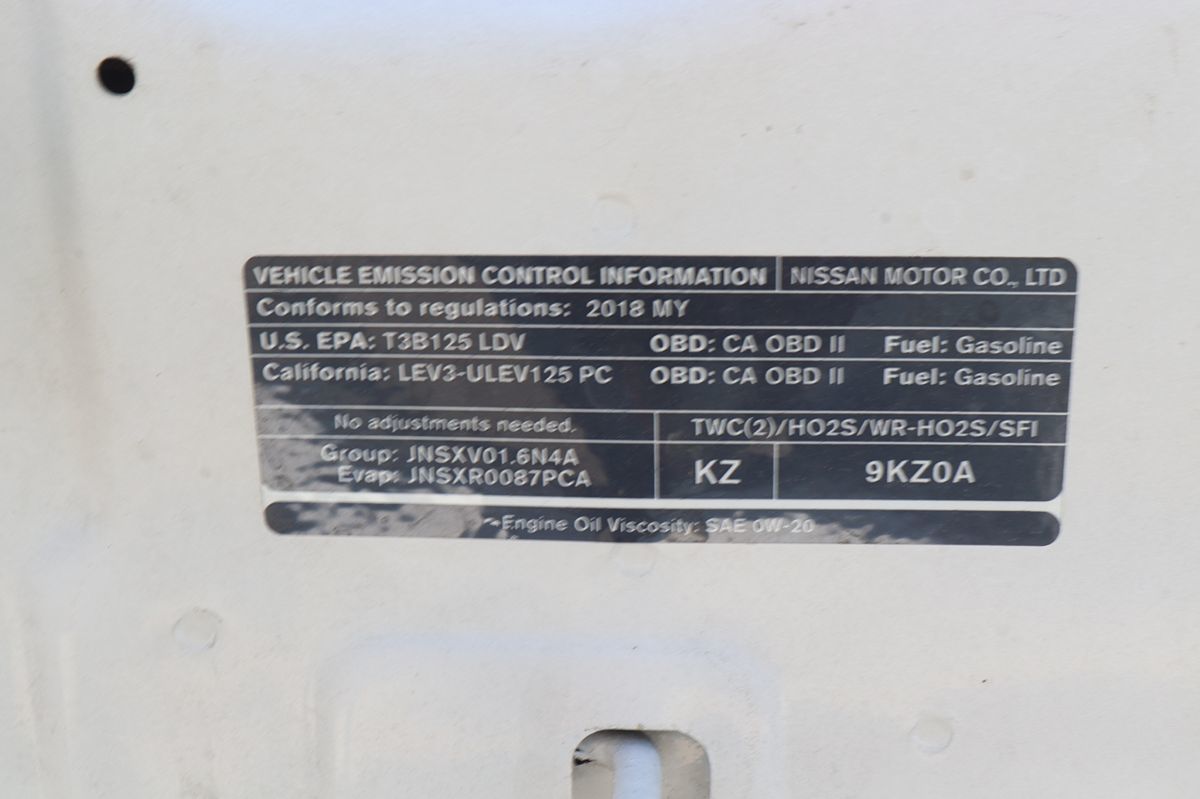 VEHICLE EMISSION CONTROL INFORMATION NISSAN MOTOR CO., LTD
Conforms to regulations: 2018 MY
U.S. EPA: T3B125 LDV OBD: CA OBD II Fuel: Gasoline
California: LEV3-ULEV125 PC OBD: CA OBD II Fuel: Gasoline
No adjustments needed. TWC(2)/HO2S/WR-HO2S/SFI
Group: JNSXV01.6N4A
Evap: JNSXR0087PCA
KZ 9KZ0A
Engine Oil Viscosity: SAE 0W-20